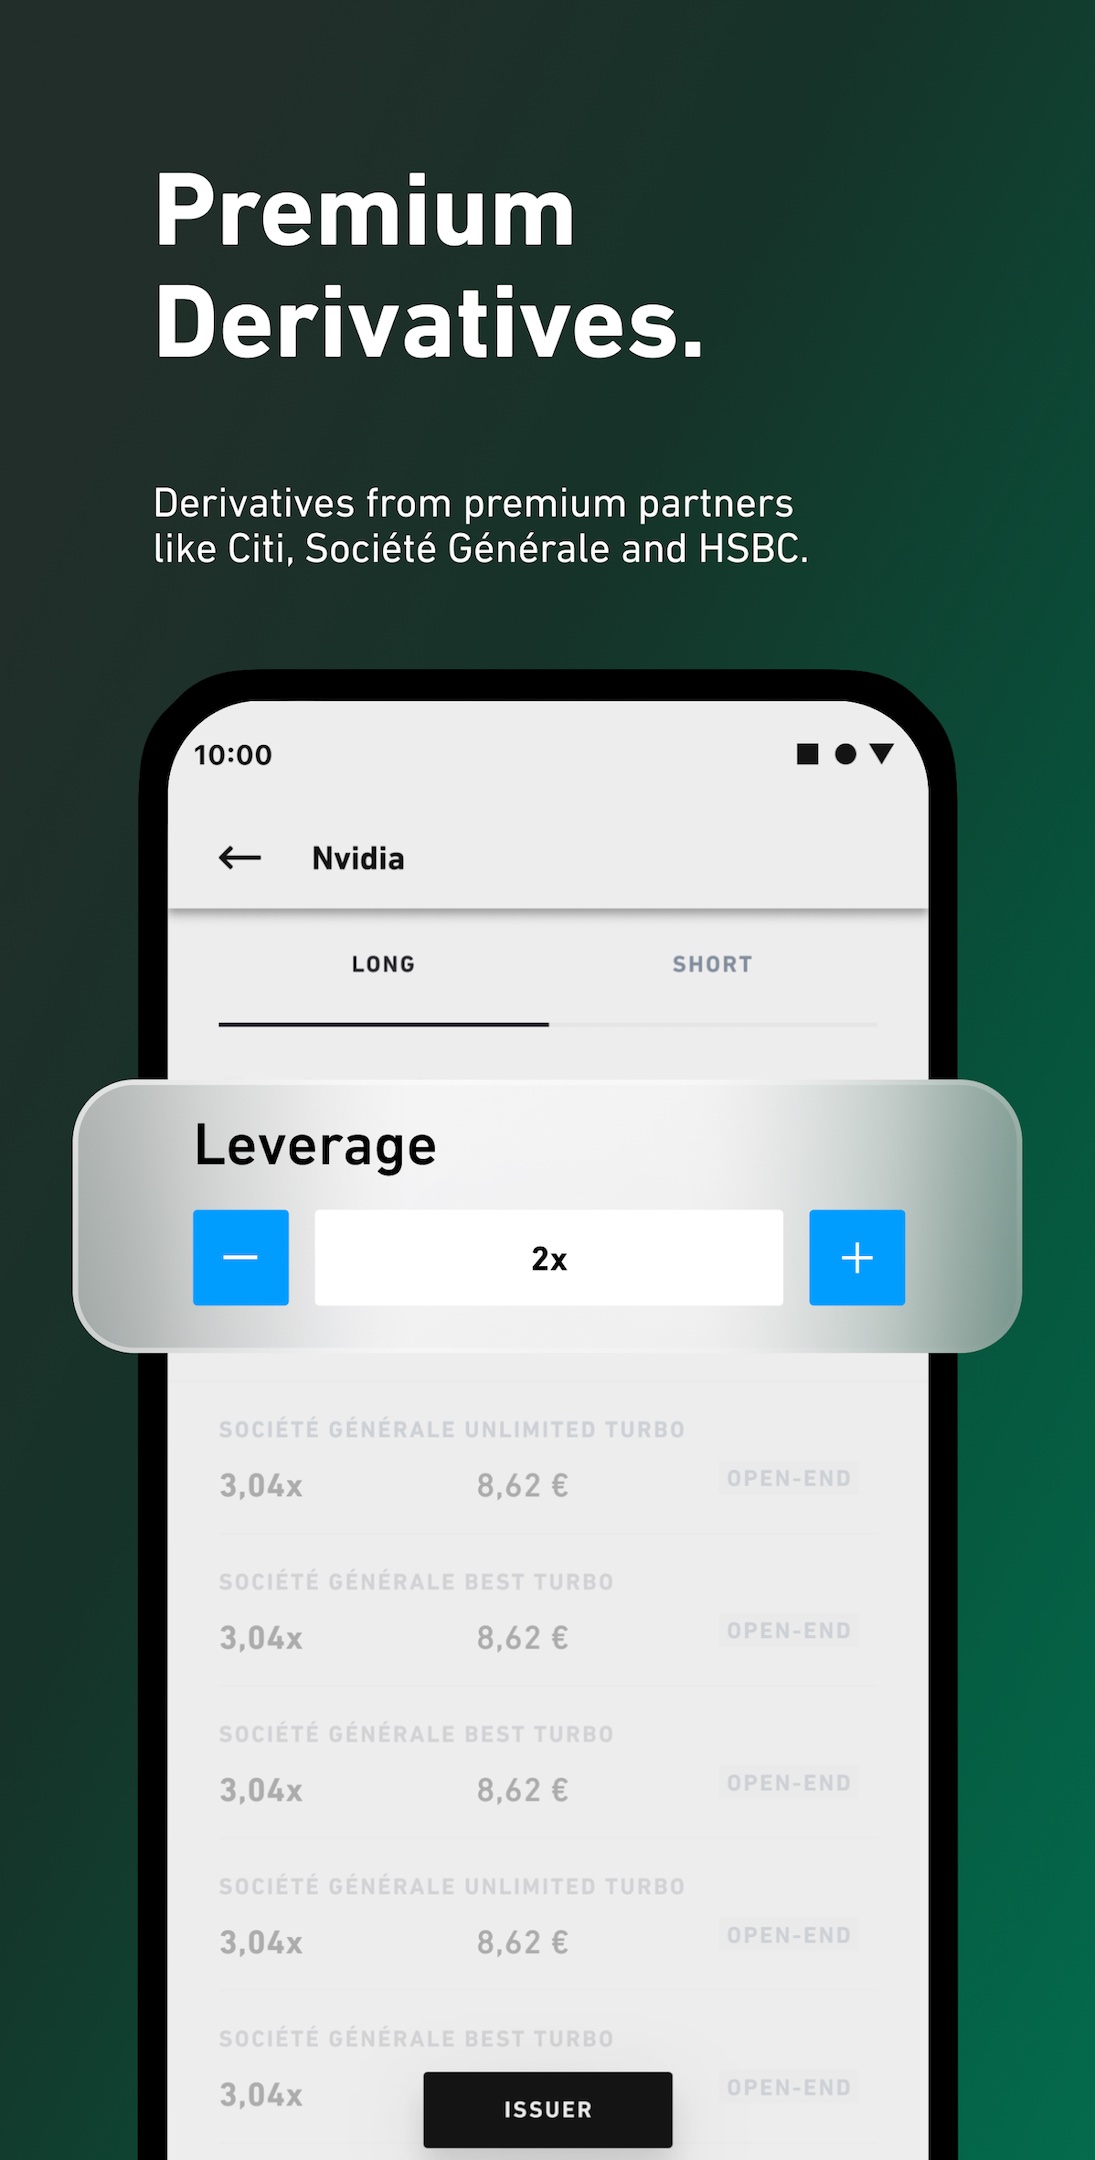 Premium
Derivatives.
Derivatives from premium partners
like Citi, Société Générale and HSBC.
10:00
Nvidia
LONG SHORT
Leverage
2x
SOCIÉTÉ GÉNÉRALE UNLIMITED TURBO
3,04x 8,62 € OPEN-END
SOCIÉTÉ GÉNÉRALE BEST TURBO
3,04x 8,62 € OPEN-END
SOCIÉTÉ GÉNÉRALE BEST TURBO
3,04x 8,62 € OPEN-END
SOCIÉTÉ GÉNÉRALE UNLIMITED TURBO
3,04x 8,62 € OPEN-END
SOCIÉTÉ GÉNÉRALE BEST TURBO
3,04x OPEN-END
ISSUER